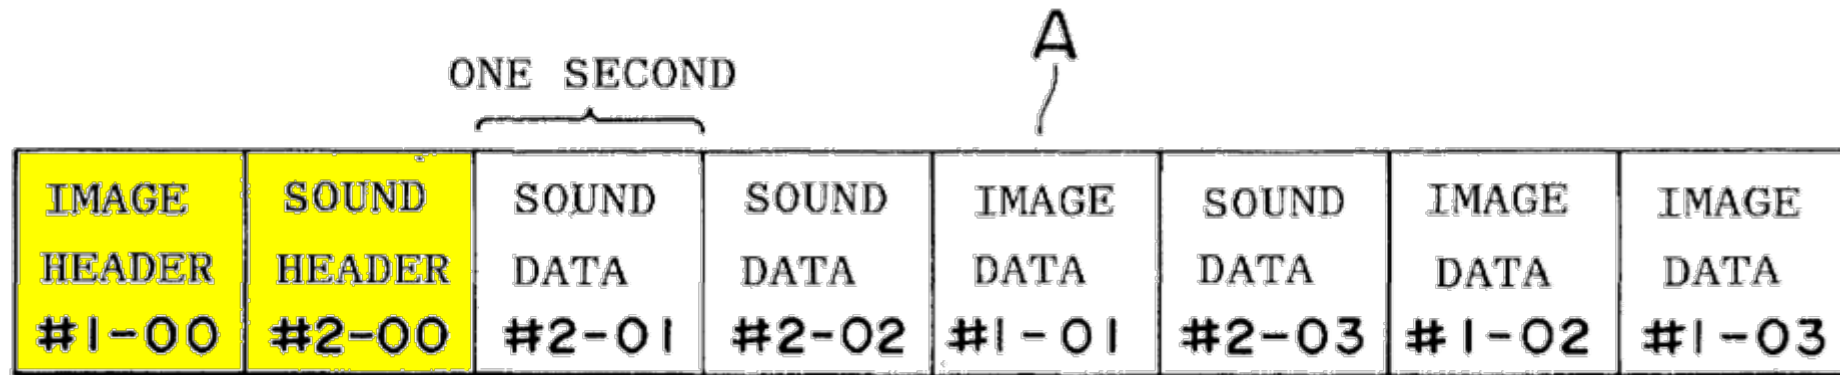 A
ONE SECOND
IMAGE HEADER #1-00
SOUND HEADER #2-00
SOUND DATA #2-01
SOUND DATA #2-02
IMAGE DATA #1-01
SOUND DATA #2-03
IMAGE DATA #1-02
IMAGE DATA #1-03